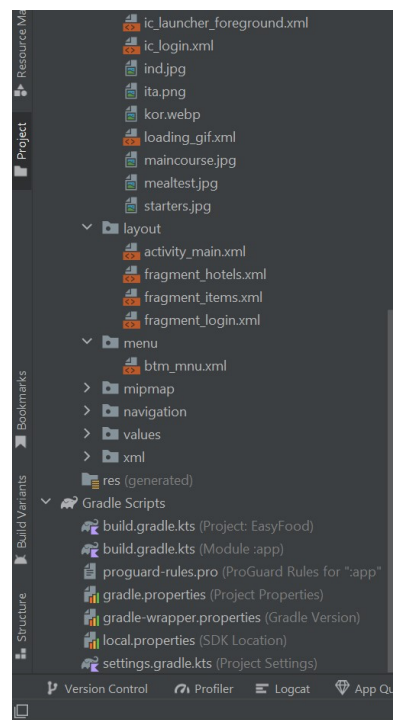 Resource Ma
Project
Bookmarks
Build Variants
Structure
ic_launcher_foreground.xml
ic_login.xml
ind.jpg
ita.png
kor.webp
loading_gif.xml
maincourse.jpg
mealtest.jpg
starters.jpg
layout
activity_main.xml
fragment_hotels.xml
fragment_items.xml
fragment_login.xml
menu
btm_mnu.xml
mipmap
navigation
values
xml
res (generated)
Gradle Scripts
build.gradle.kts (Project: EasyFood)
build.gradle.kts (Module :app)
proguard-rules.pro (ProGuard Rules for ":app"
gradle.properties (Project Properties)
gradle-wrapper.properties (Gradle Version)
local.properties (SDK Location)
settings.gradle.kts (Project Settings)
Version Control Profiler Logcat App Qu